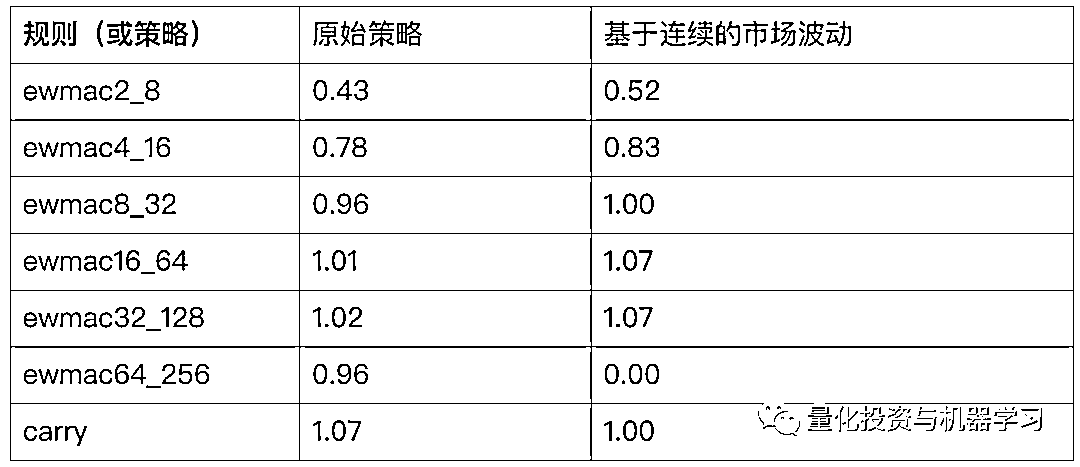 规则（或策略） 原始策略 基于连续的市场波动
ewmac2_8 0.43 0.52
ewmac4_16 0.78 0.83
ewmac8_32 0.96 1.00
ewmac16_64 1.01 1.07
ewmac32_128 1.02 1.07
ewmac64_256 0.96 0.00
carry 1.07 1.00
量化投资与机器学习